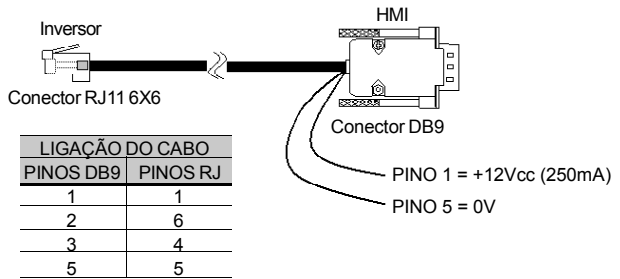 HMI
Inversor
Conector RJ11 6X6
Conector DB9
LIGAÇÃO DO CABO
PINOS DB9 PINOS RJ
1 1
2 6
3 4
5 5
PINO 1 = +12Vcc (250mA)
PINO 5 = 0V